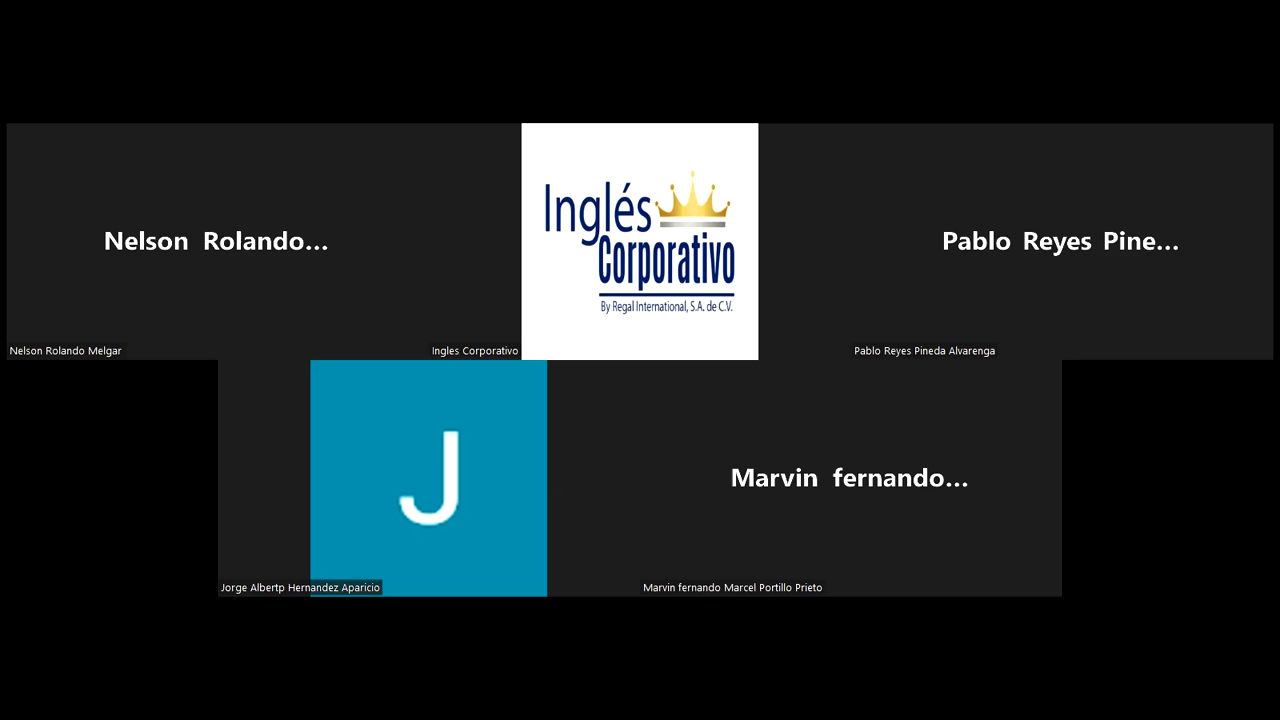 Nelson Rolando...
Inglés
Corporativo
By Regal International, S.A. de C.V.
Pablo Reyes Pine...
Nelson Rolando Melgar
Ingles Corporativo
Pablo Reyes Pineda Alvarenga
J
Marvin fernando...
Jorge Albertp Hernandez Aparicio
Marvin fernando Marcel Portillo Prieto